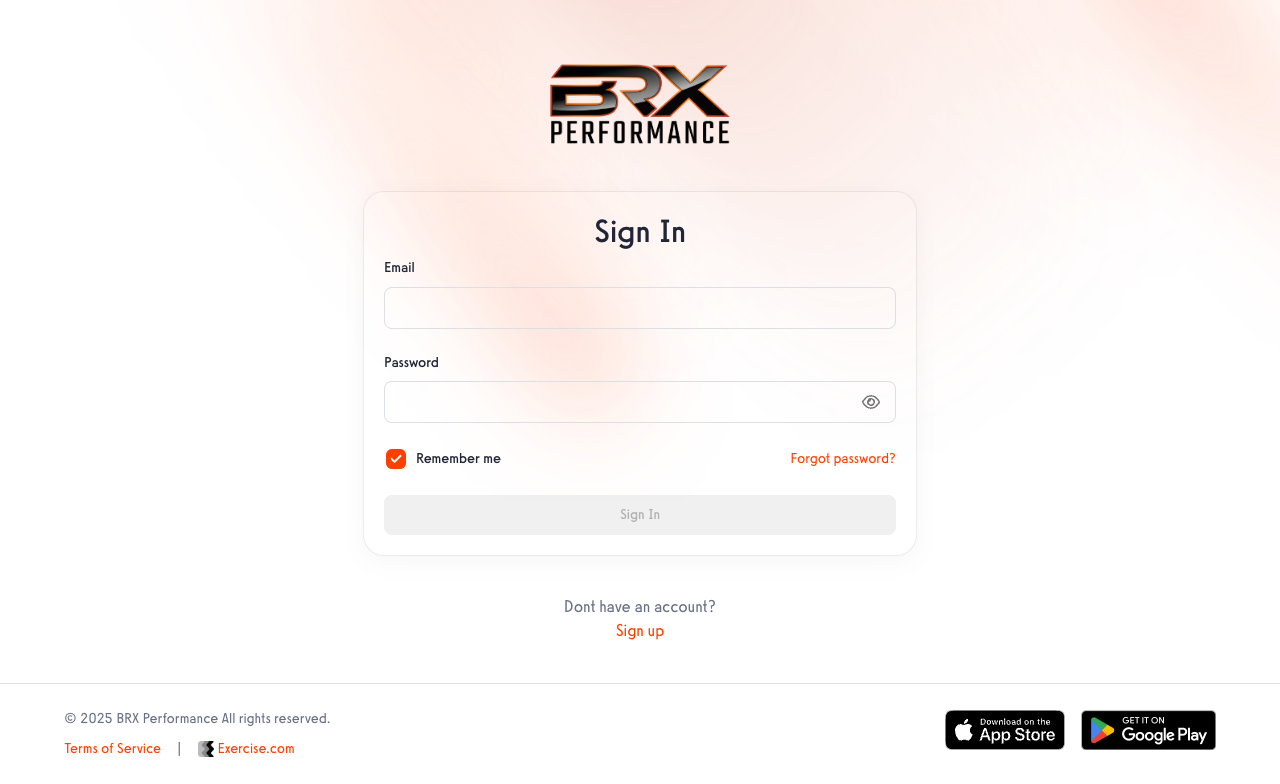 BRX
PERFORMANCE
Sign In
Email
Password
Remember me
Forgot password?
Sign In
Dont have an account?
Sign up
© 2025 BRX Performance All rights reserved.
Terms of Service | Exercise.com
Download on the
App Store
GET IT ON
Google Play